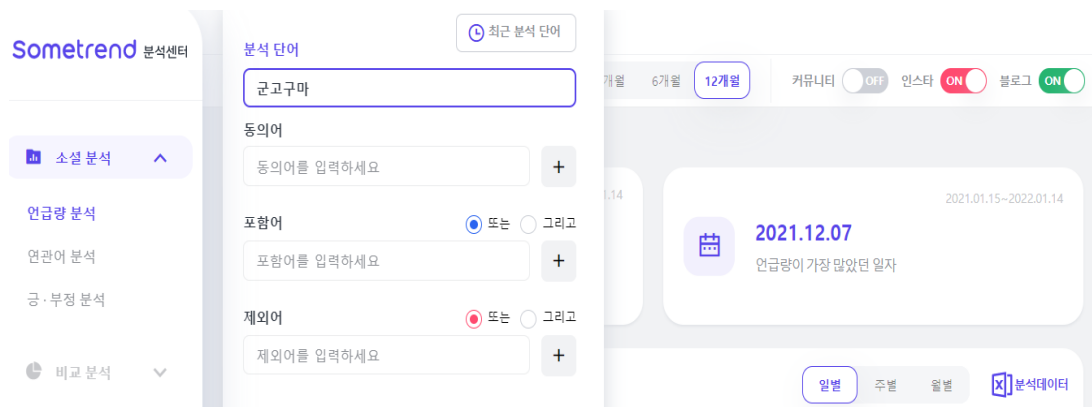 Sometrend 분석센터
소셜 분석
언급량 분석
연관어 분석
긍·부정 분석
비교 분석
최근 분석 단어
분석 단어
군고구마
동의어
동의어를 입력하세요
+
포함어
또는 그리고
포함어를 입력하세요
+
제외어
또는 그리고
제외어를 입력하세요
+
개월 6개월 12개월 커뮤니티 OFF 인스타 ON 블로그 ON
1.14
2021.01.15~2022.01.14
2021.12.07
언급량이 가장 많았던 일자
일별 주별 월별 분석데이터